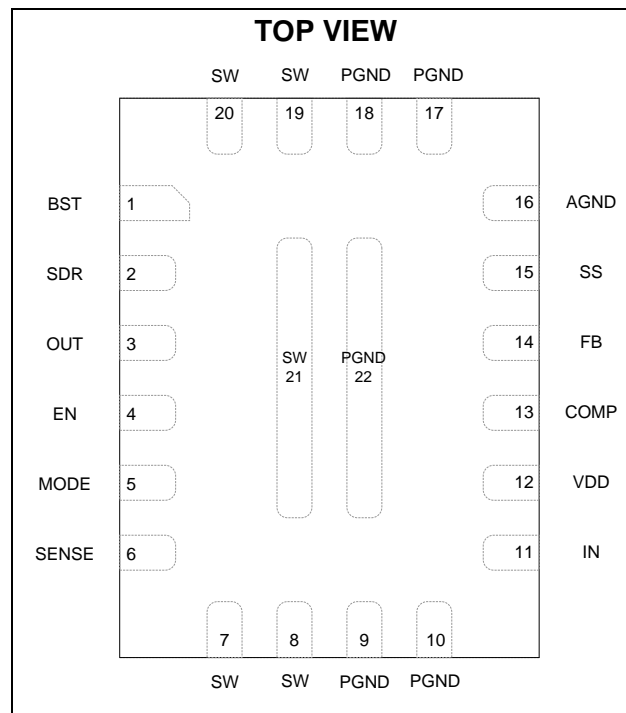 TOP VIEW
SW SW PGND PGND
20 19 18 17
BST 1 16 AGND
SDR 2 15 SS
OUT 3 14 FB
SW PGND
21 22
EN 4 13 COMP
MODE 5 12 VDD
SENSE 6 11 IN
7 8 9 10
SW SW PGND PGND